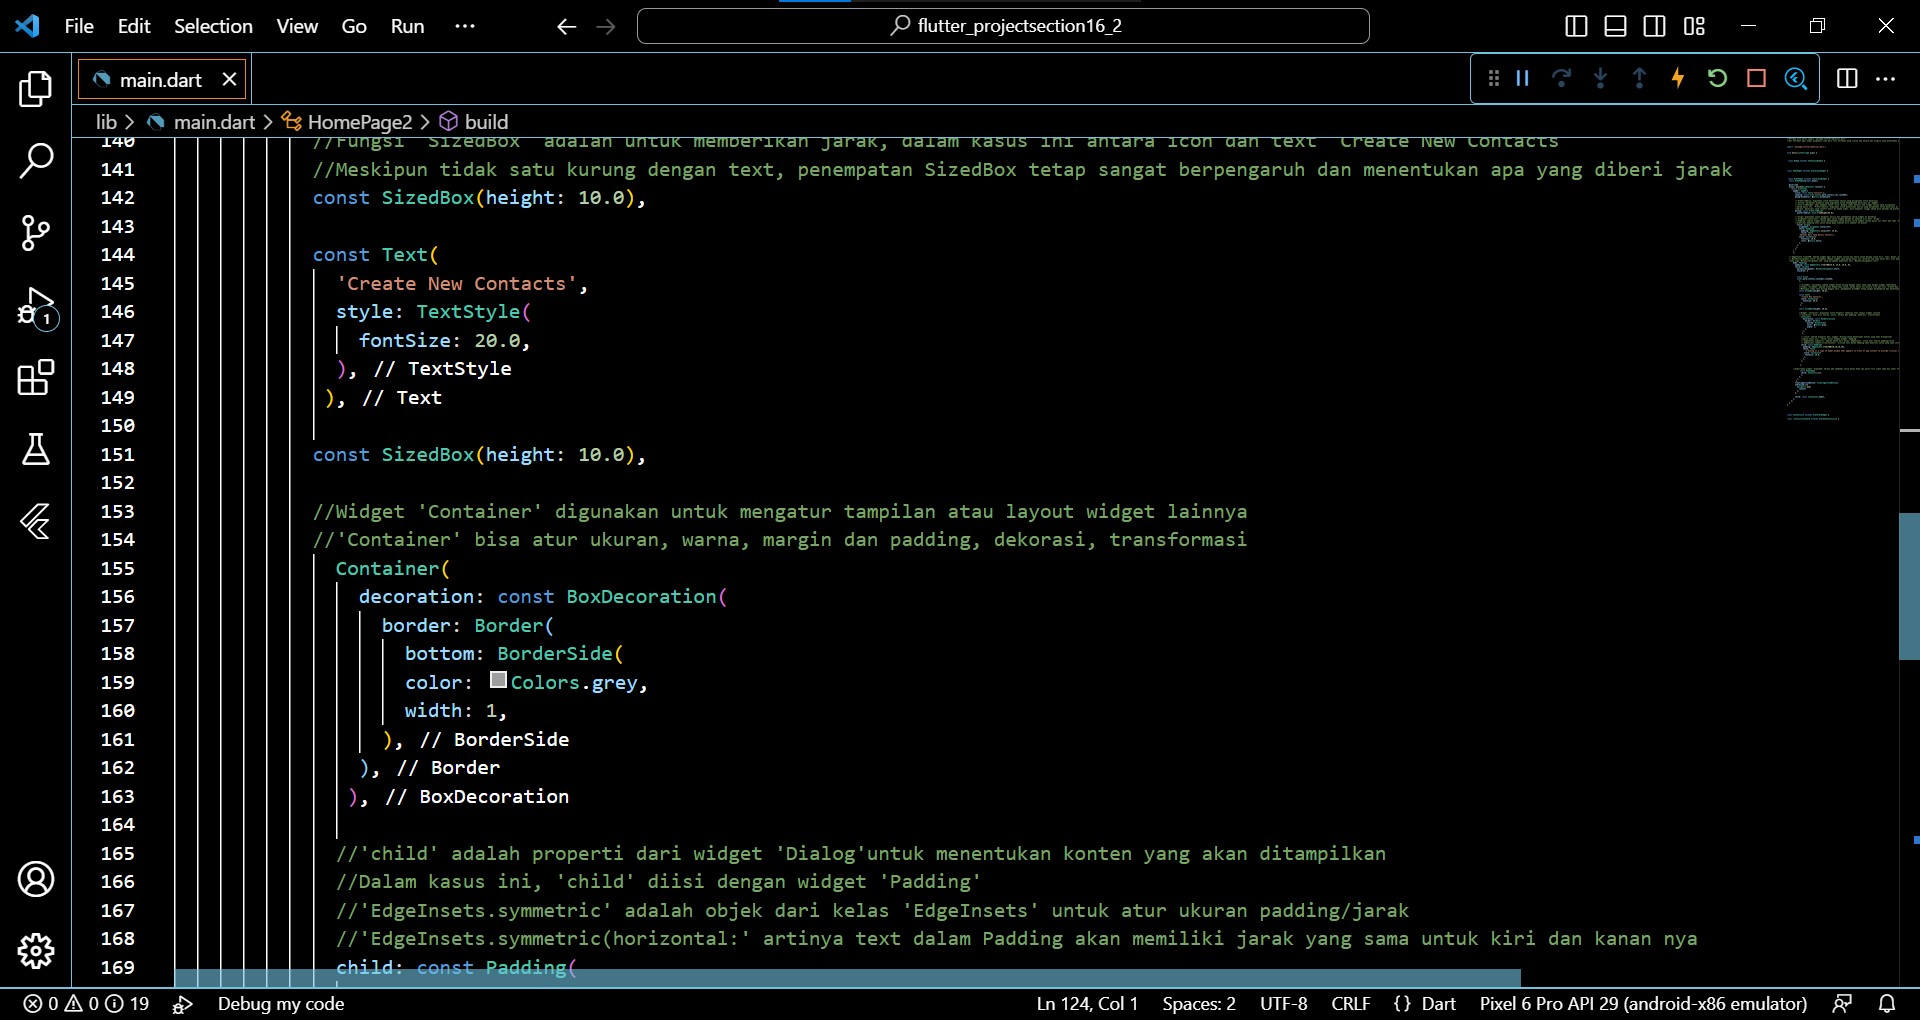 File Edit Selection View Go Run ···
flutter_projectsection16_2
main.dart
lib > main.dart > HomePage2 > build
140 //Fungsi 'SizedBox' adalah untuk memberikan jarak, dalam kasus ini antara icon dan text 'Create New Contacts'
141 //Meskipun tidak satu kurung dengan text, penempatan SizedBox tetap sangat berpengaruh dan menentukan apa yang diberi jarak
142 const SizedBox(height: 10.0),
143
144 const Text(
145 'Create New Contacts',
146 style: TextStyle(
147 fontSize: 20.0,
148 ), // TextStyle
149 ), // Text
150
151 const SizedBox(height: 10.0),
152
153 //Widget 'Container' digunakan untuk mengatur tampilan atau layout widget lainnya
154 //'Container' bisa atur ukuran, warna, margin dan padding, dekorasi, transformasi
155 Container(
156 decoration: const BoxDecoration(
157 border: Border(
158 bottom: BorderSide(
159 color: Colors.grey,
160 width: 1,
161 ), // BorderSide
162 ), // Border
163 ), // BoxDecoration
164
165 //'child' adalah properti dari widget 'Dialog'untuk menentukan konten yang akan ditampilkan
166 //Dalam kasus ini, 'child' diisi dengan widget 'Padding'
167 //'EdgeInsets.symmetric' adalah objek dari kelas 'EdgeInsets' untuk atur ukuran padding/jarak
168 //'EdgeInsets.symmetric(horizontal:' artinya text dalam Padding akan memiliki jarak yang sama untuk kiri dan kanan nya
169 child: const Padding(
1
0 0 19 Debug my code Ln 124, Col 1 Spaces: 2 UTF-8 CRLF {} Dart Pixel 6 Pro API 29 (android-x86 emulator)